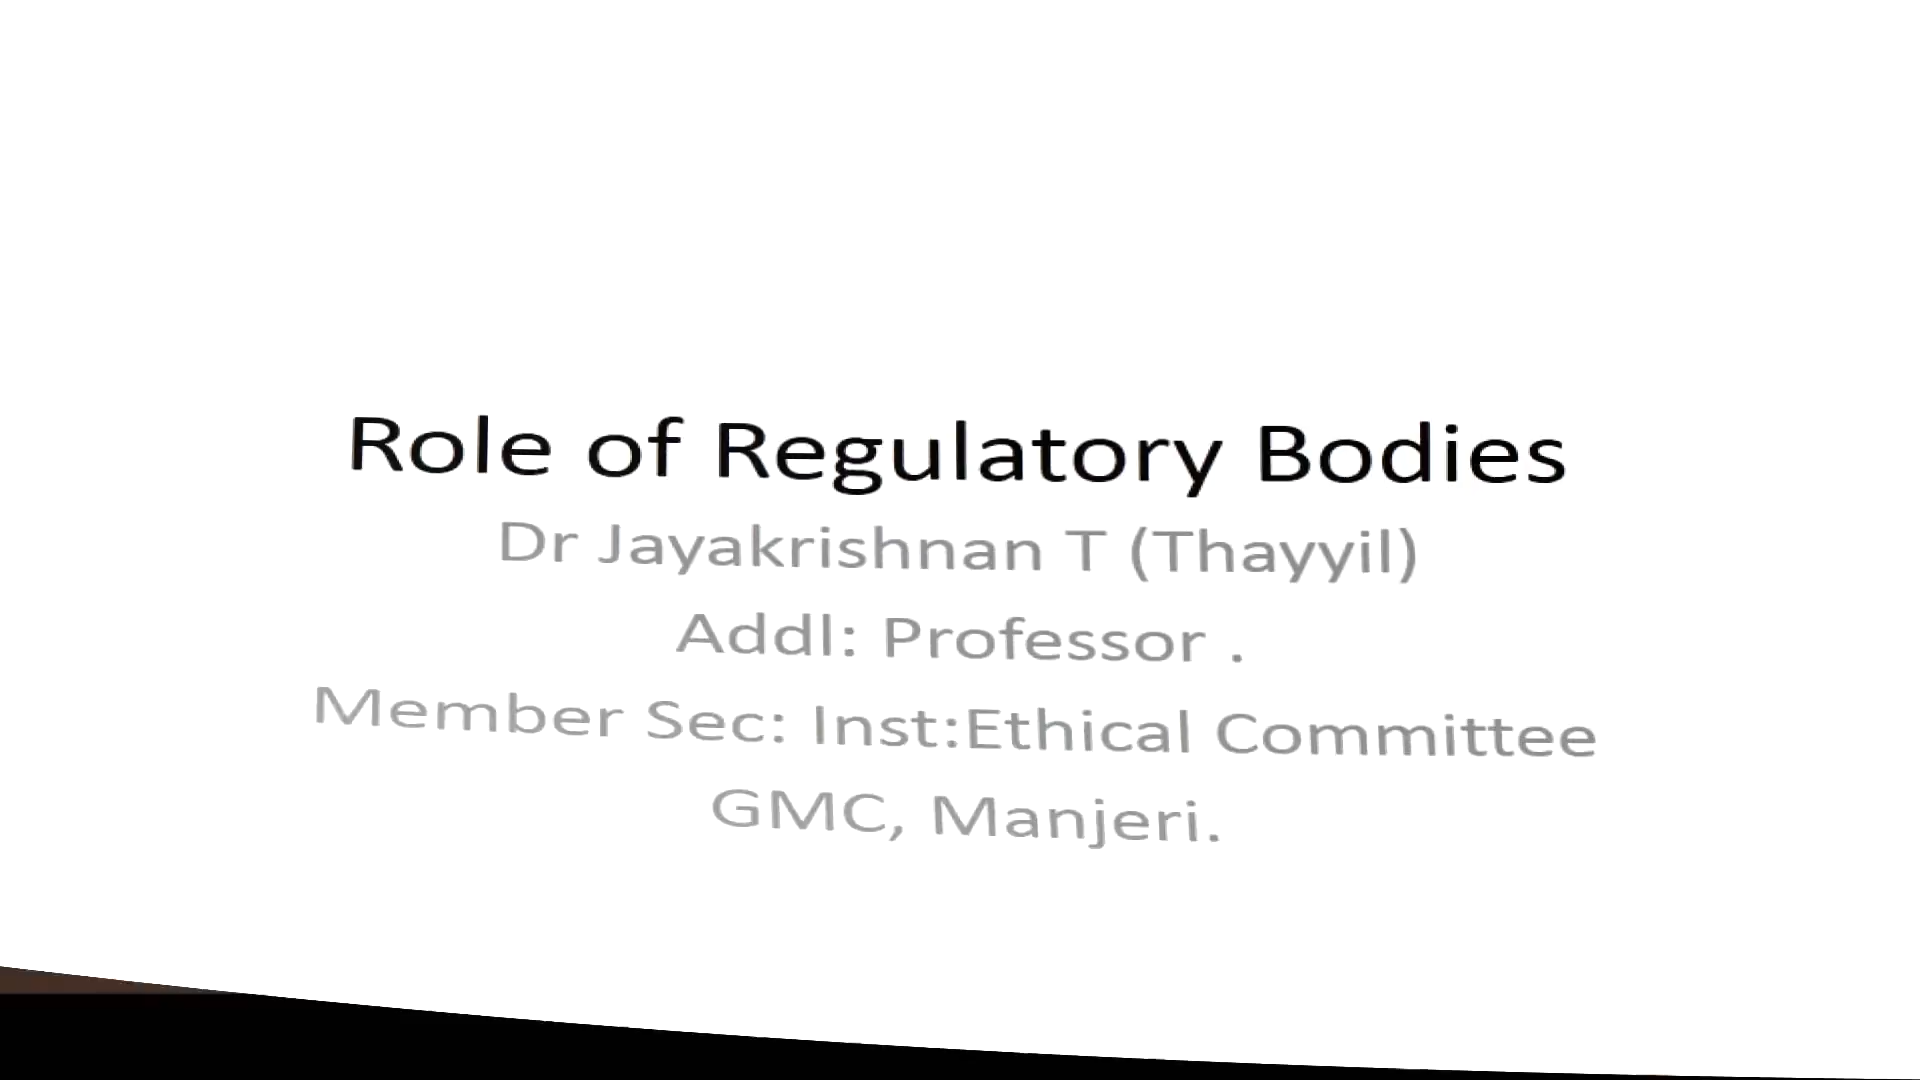 Role of Regulatory Bodies
Dr Jayakrishnan T (Thayyil)
Addl: Professor .
Member Sec: Inst:Ethical Committee
GMC, Manjeri.